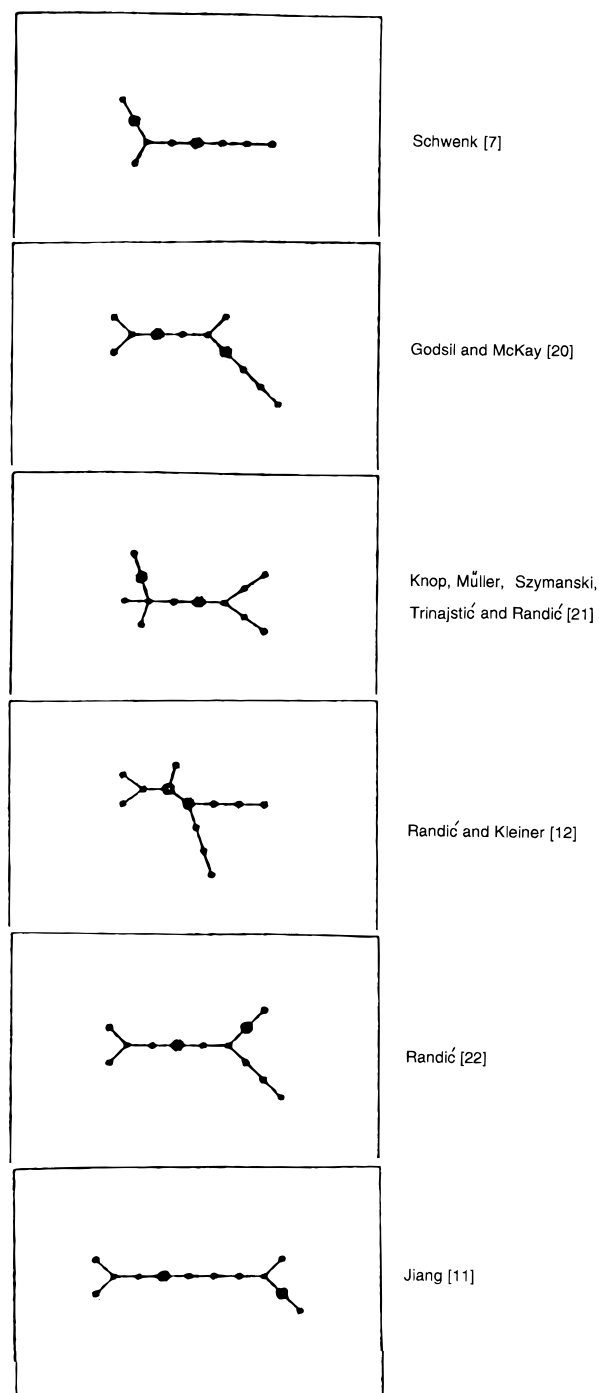 Schwenk [7]
Godsil and McKay [20]
Knop, Müller, Szymanski,
Trinajstić and Randić [21]
Randić and Kleiner [12]
Randić [22]
Jiang [11]